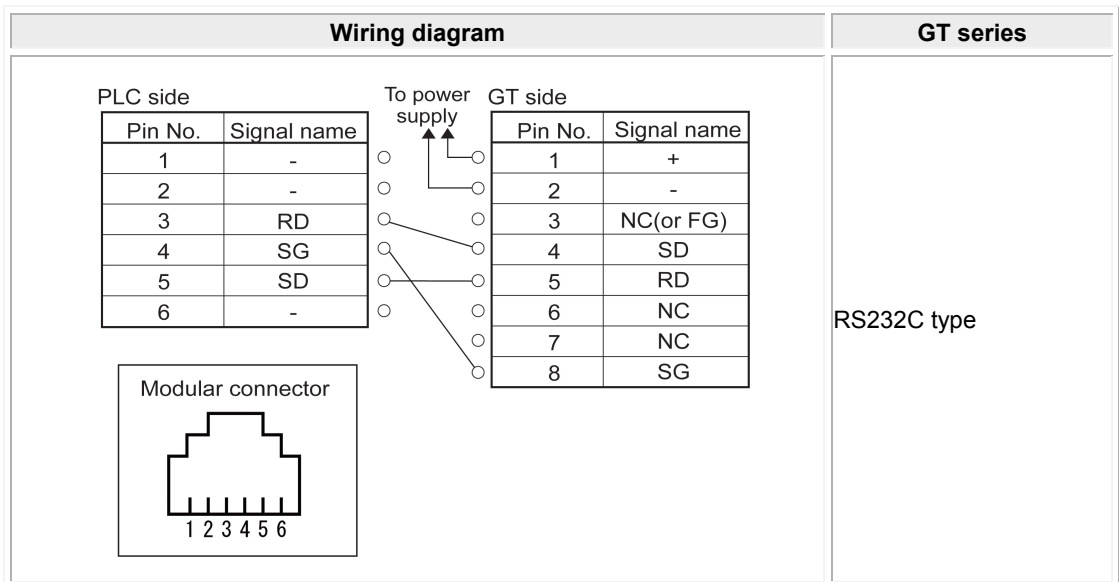 Wiring diagram GT series
PLC side To power supply GT side
Pin No. Signal name Pin No. Signal name
1 - 1 +
2 - 2 -
3 RD 3 NC(or FG)
4 SG 4 SD
5 SD 5 RD
6 - 6 NC
7 NC
8 SG
RS232C type
Modular connector
1 2 3 4 5 6